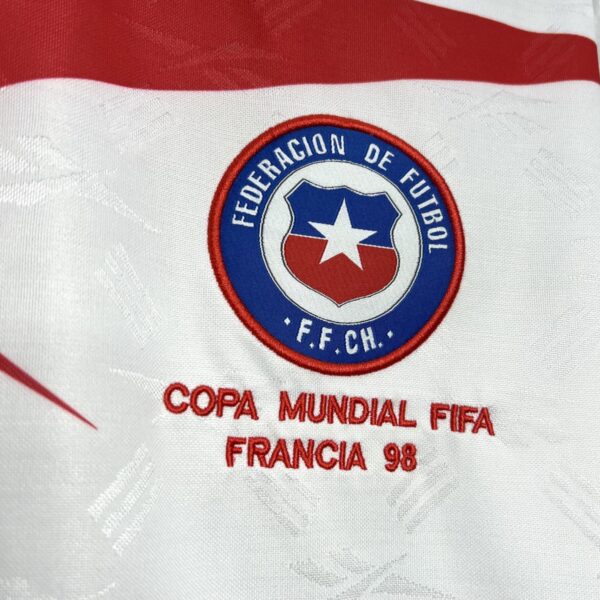 FEDERACION DE FUTBOL
· F.F.CH. ·
COPA MUNDIAL FIFA
FRANCIA 98